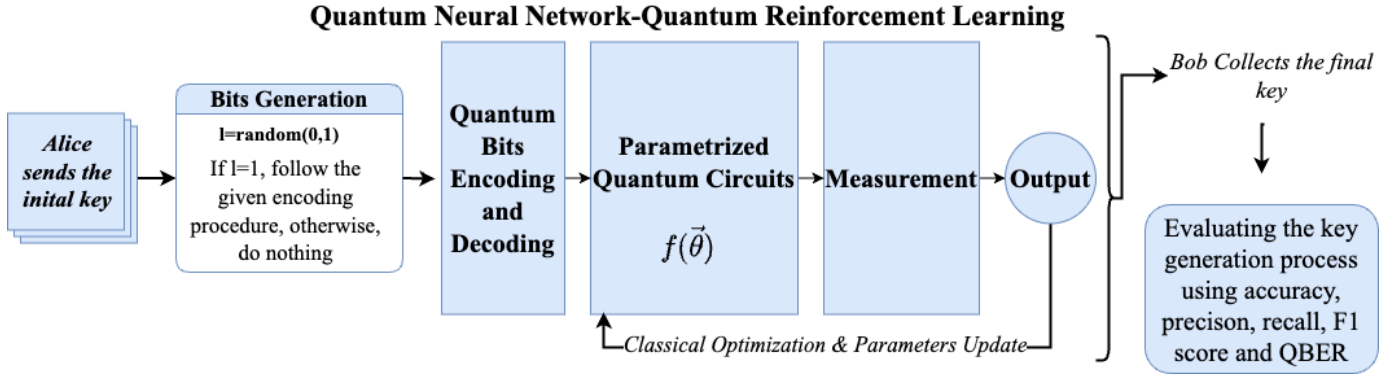 Quantum Neural Network-Quantum Reinforcement Learning
Alice
sends the
inital key
Bits Generation
l=random(0,1)
If l=1, follow the
given encoding
procedure, otherwise,
do nothing
Quantum
Bits
Encoding
and
Decoding
Parametrized
Quantum Circuits
f(θ⃗)
Measurement
Output
Classical Optimization & Parameters Update
Bob Collects the final
key
Evaluating the key
generation process
using accuracy,
precison, recall, F1
score and QBER